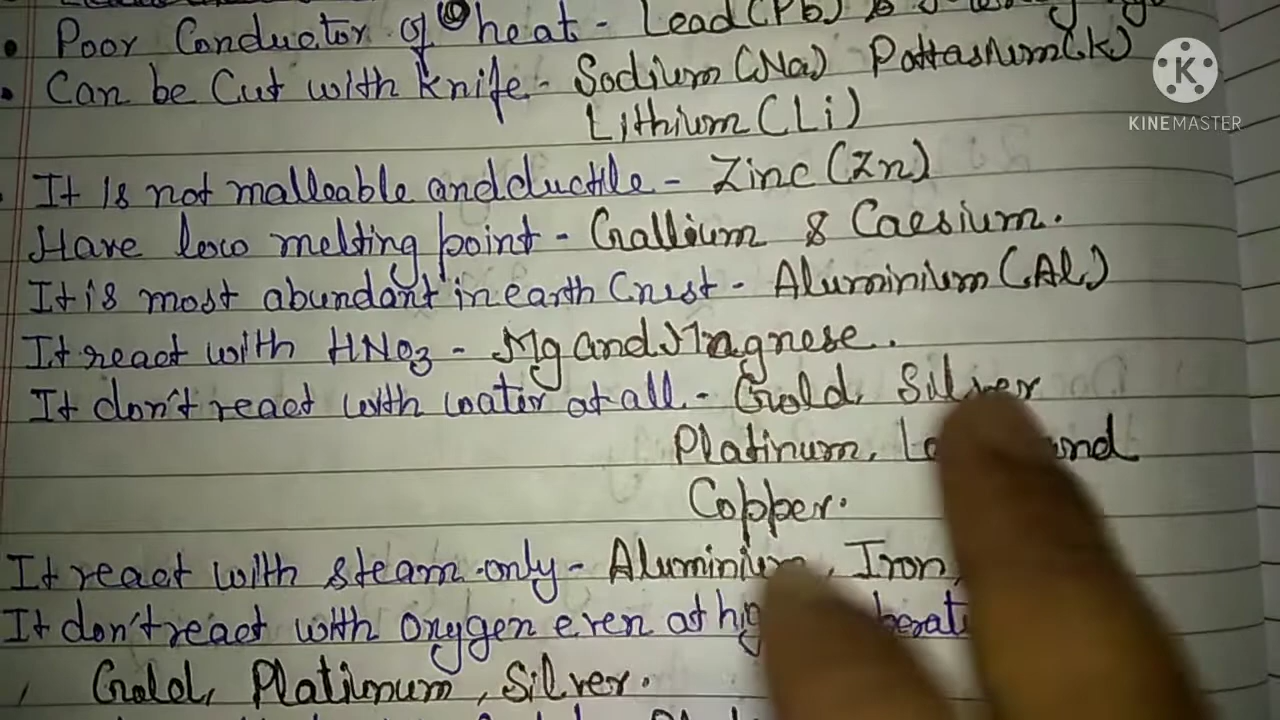 Poor Conductor of heat - Lead (Pb)
Can be Cut with knife - Sodium (Na) Pottasium (K)
Lithium (Li)
It is not malleable and ductile - Zinc (Zn)
Have low melting point - Gallium & Caesium.
It is most abundant in earth Crust - Aluminium (Al)
It react with HNO3 - Mg and Magnese.
It don't react with water at all - Gold, Silver
Platinum, and
Copper.
It react with steam only - Aluminium, Iron,
It don't react with oxygen even at
Gold, Platinum, Silver.
K
KINEMASTER